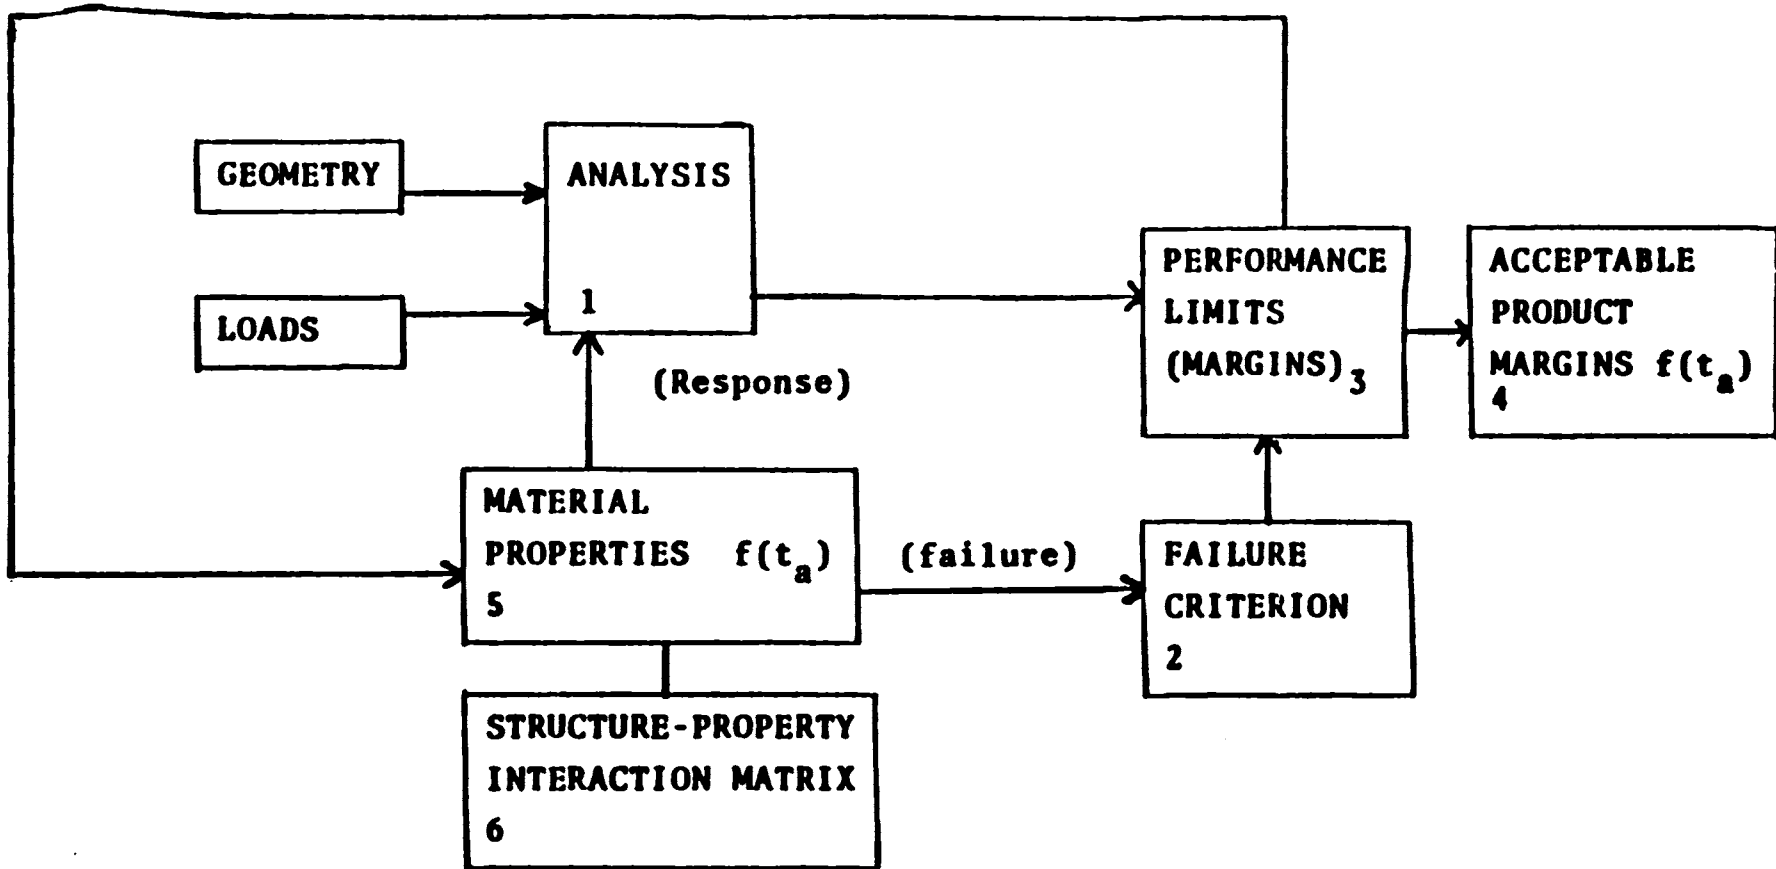 GEOMETRY
LOADS
ANALYSIS
1
(Response)
PERFORMANCE
LIMITS
(MARGINS)3
ACCEPTABLE
PRODUCT
MARGINS f(ta)
4
MATERIAL
PROPERTIES f(ta)
5
(failure)
FAILURE
CRITERION
2
STRUCTURE-PROPERTY
INTERACTION MATRIX
6